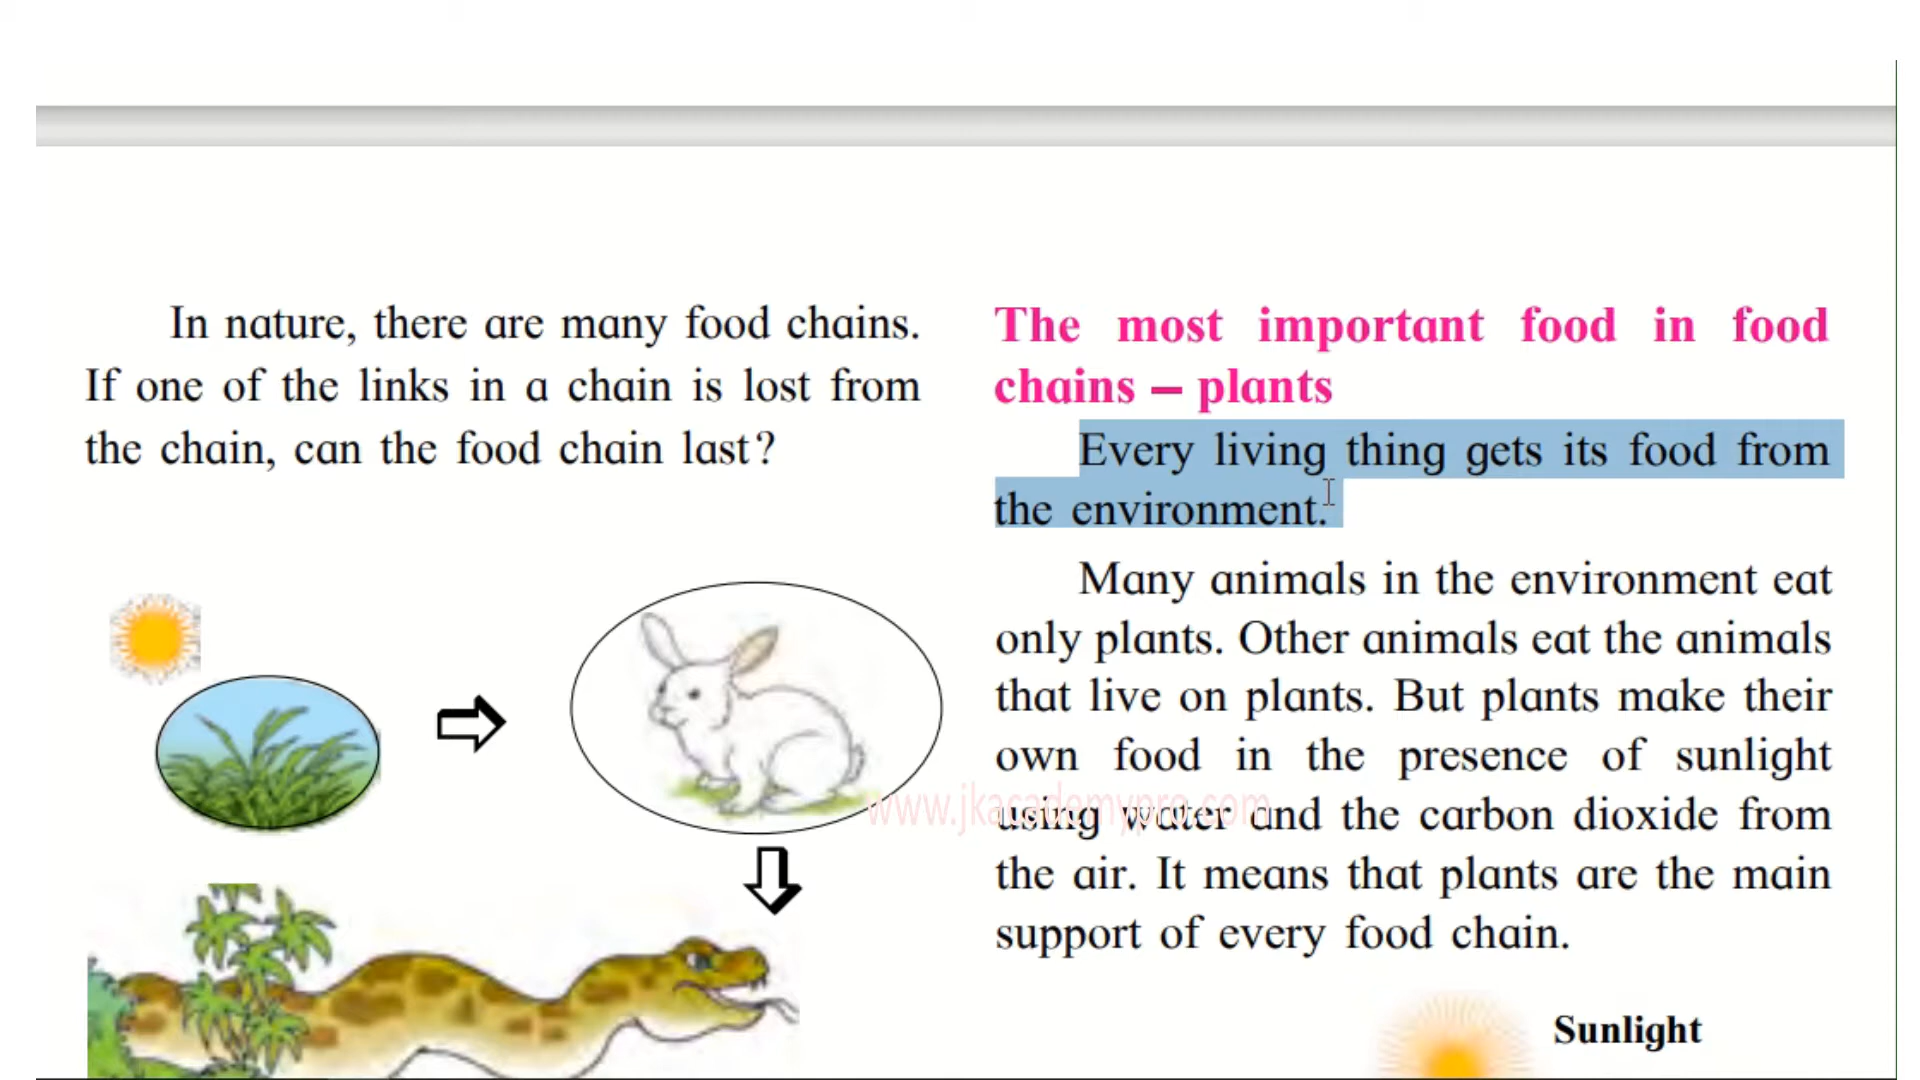 In nature, there are many food chains.
If one of the links in a chain is lost from
the chain, can the food chain last?
The most important food in food
chains – plants
Every living thing gets its food from
the environment.
Many animals in the environment eat
only plants. Other animals eat the animals
that live on plants. But plants make their
own food in the presence of sunlight
using water and the carbon dioxide from
the air. It means that plants are the main
support of every food chain.
www.jkacademypro.com
Sunlight